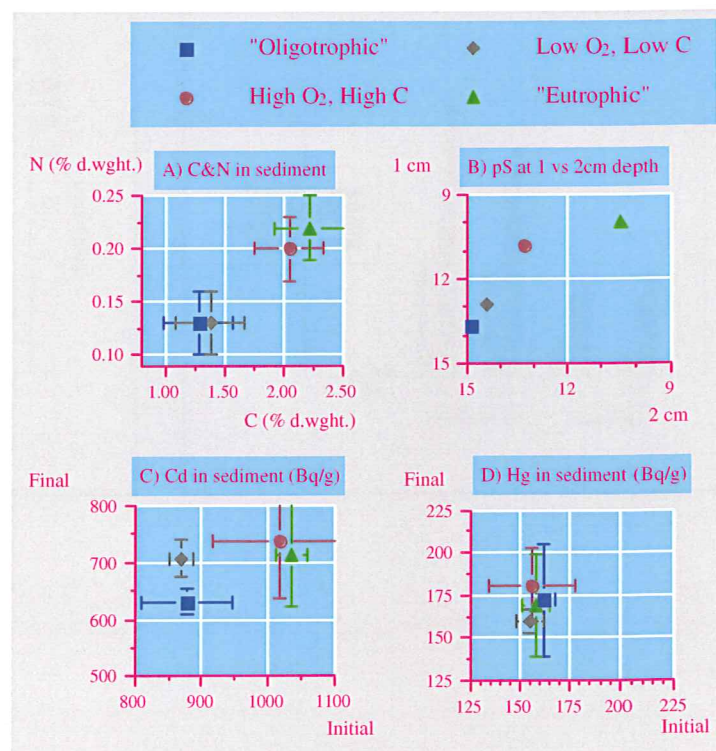 "Oligotrophic" Low O₂, Low C
High O₂, High C "Eutrophic"
N (% d.wght.) A) C&N in sediment
0.25
0.20
0.15
0.10
1.00 1.50 2.00 2.50
C (% d.wght.)
1 cm B) pS at 1 vs 2cm depth
9
12
15
15 12 9
2 cm
Final C) Cd in sediment (Bq/g)
800
700
600
500
800 900 1000 1100
Initial
Final D) Hg in sediment (Bq/g)
225
200
175
150
125
125 150 175 200 225
Initial